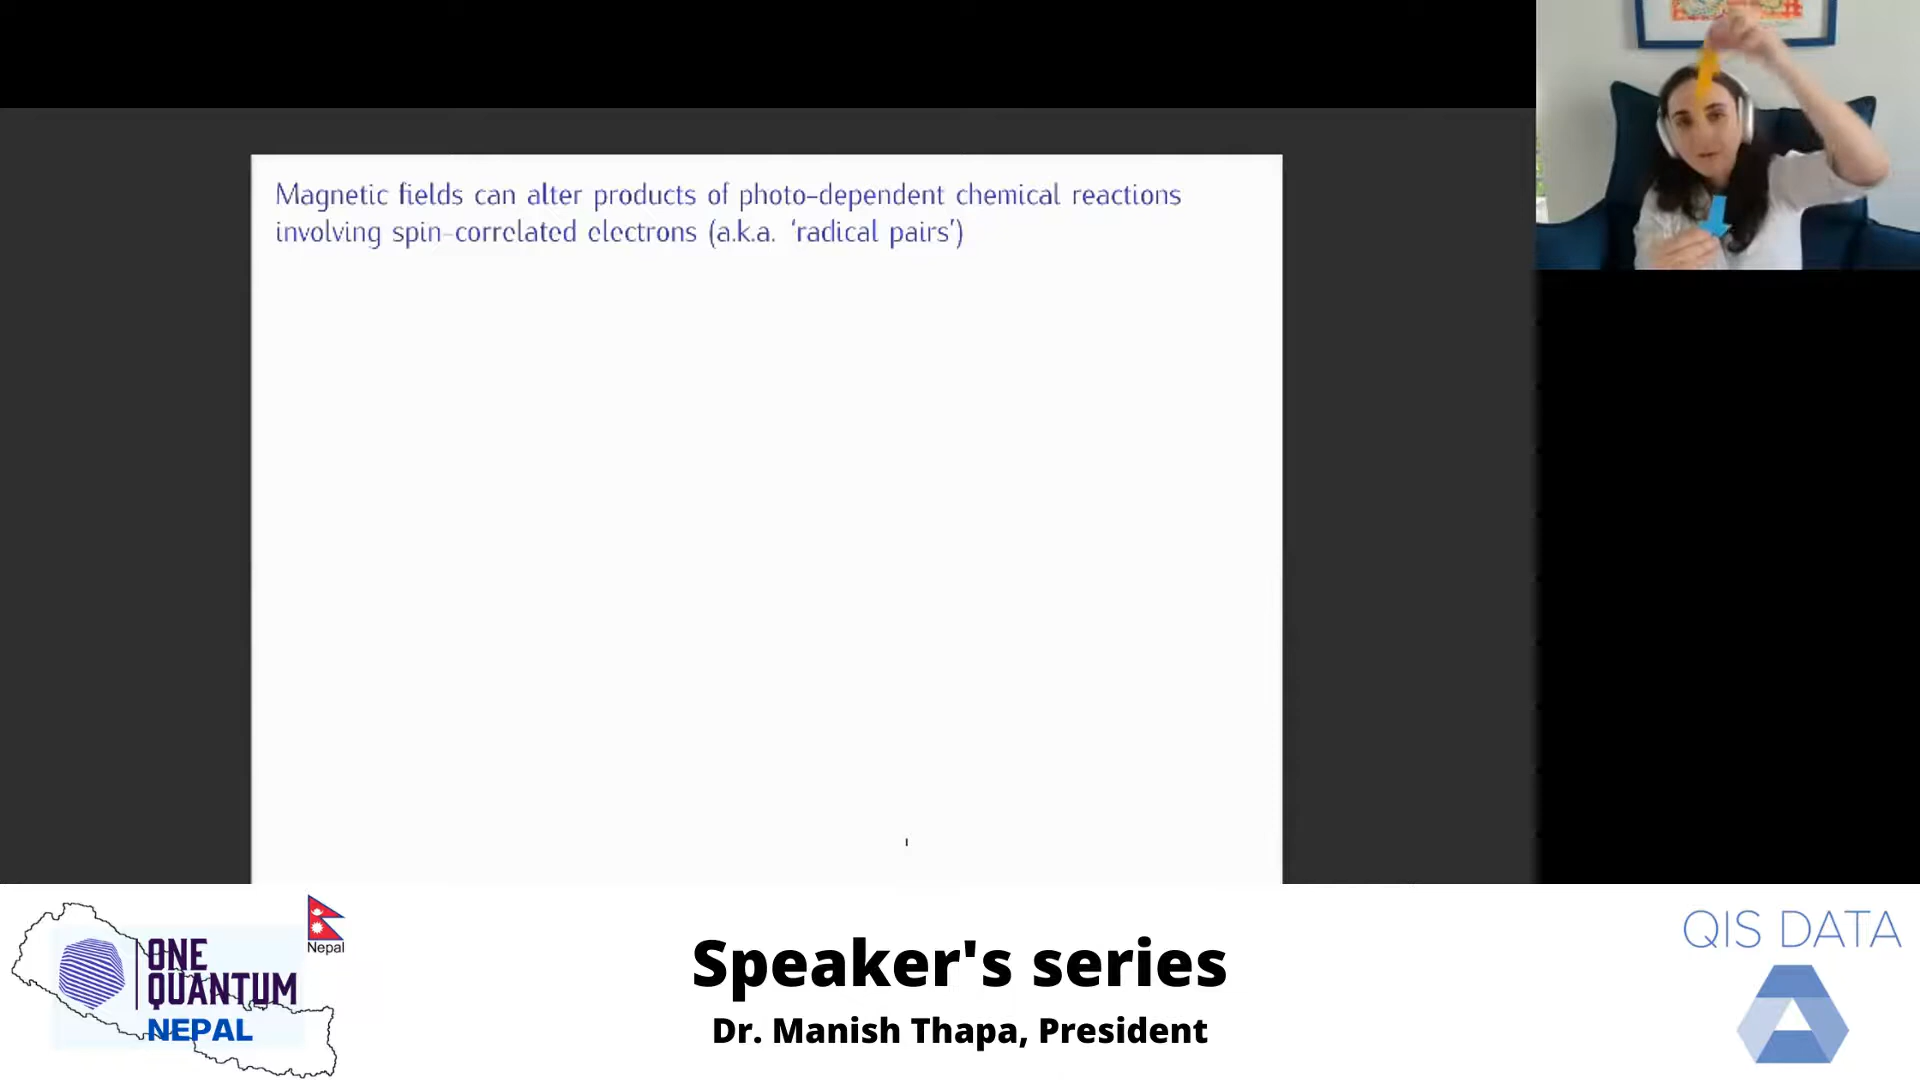 Magnetic fields can alter products of photo-dependent chemical reactions
involving spin-correlated electrons (a.k.a. ‘radical pairs’)
Nepal
ONE
QUANTUM
NEPAL
Speaker's series
Dr. Manish Thapa, President
QIS DATA